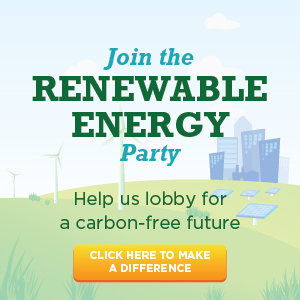 Join the
RENEWABLE
ENERGY
Party
Help us lobby for
a carbon-free future
CLICK HERE TO MAKE
A DIFFERENCE